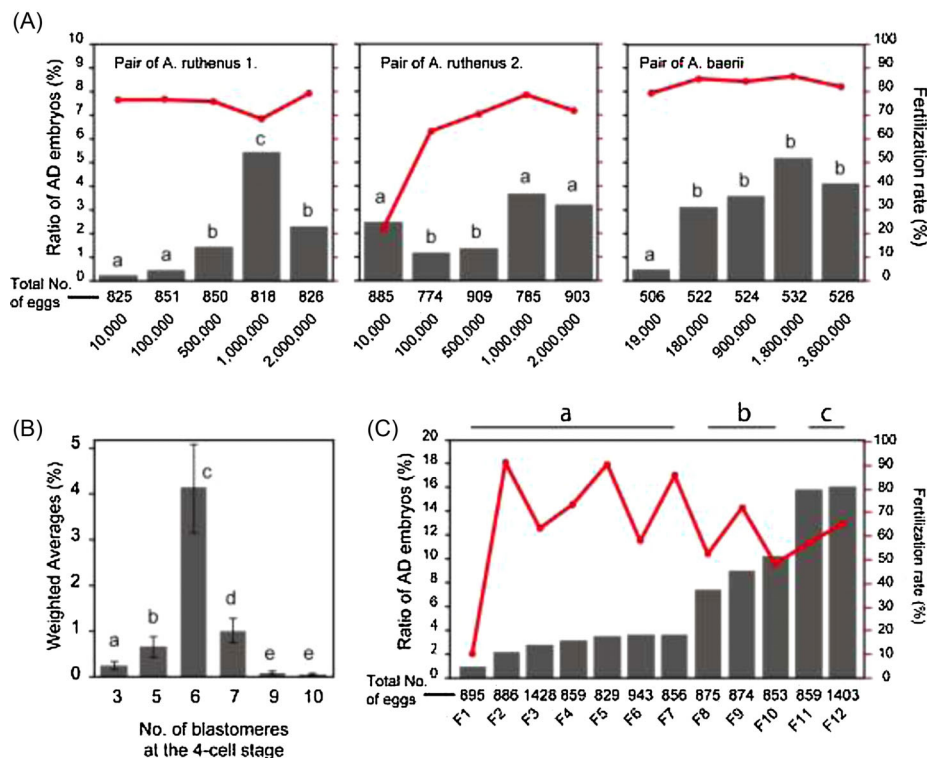 (A)
Ratio of AD embryos (%)
10
9
8
7
6
5
4
3
2
1
0
Pair of A. ruthenus 1.
a
a
b
c
b
Pair of A. ruthenus 2.
a
b
b
a
a
Pair of A. baerii
a
b
b
b
b
100
90
80
70
60
50
40
30
20
10
0
Fertilization rate
(%)
Total No.
of eggs
825 851 850 818 826
885 774 909 785 903
506 522 524 532 526
10.000 100.000 500.000 1,000.000 2.000.000
10.000 100.000 500.000 1.000.000 2.000.000
19.000 180.000 900.000 1.800.000 3.600.000
(B)
Weighted Averages (%)
5
4
3
2
1
0
a
b
c
d
e
e
3 5 6 7 9 10
No. of blastomeres
at the 4-cell stage
(C)
a b c
Ratio of AD embryos (%)
20
18
16
14
12
10
8
6
4
2
0
100
90
80
70
60
50
40
30
20
10
0
Fertilization rate
(%)
Total No.
of eggs
895 886 1428 859 829 943 856 875 874 853 859 1403
F1 F2 F3 F4 F5 F6 F7 F8 F9 F10 F11 F12